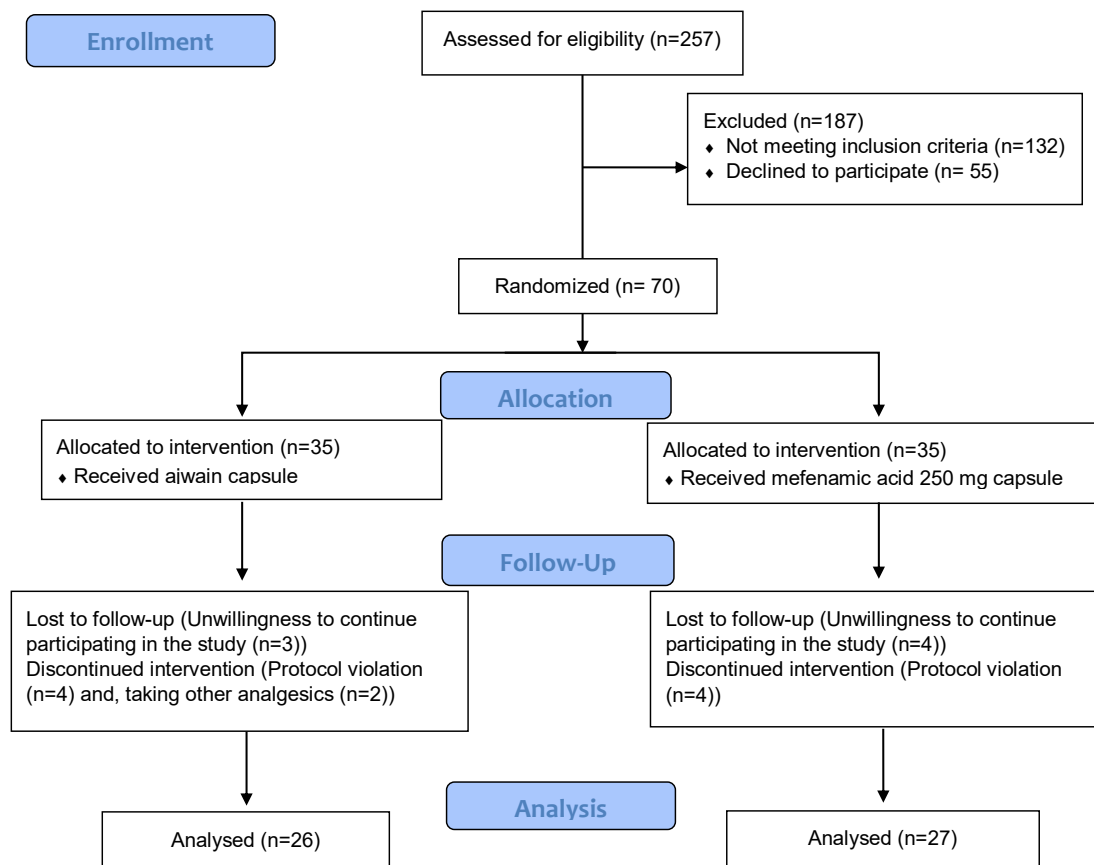 Enrollment
Assessed for eligibility (n=257)
Excluded (n=187)
♦ Not meeting inclusion criteria (n=132)
♦ Declined to participate (n= 55)
Randomized (n= 70)
Allocation
Allocated to intervention (n=35)
♦ Received ajwain capsule
Allocated to intervention (n=35)
♦ Received mefenamic acid 250 mg capsule
Follow-Up
Lost to follow-up (Unwillingness to continue
participating in the study (n=3))
Discontinued intervention (Protocol violation
(n=4) and, taking other analgesics (n=2))
Lost to follow-up (Unwillingness to continue
participating in the study (n=4))
Discontinued intervention (Protocol violation
(n=4))
Analysis
Analysed (n=26)
Analysed (n=27)